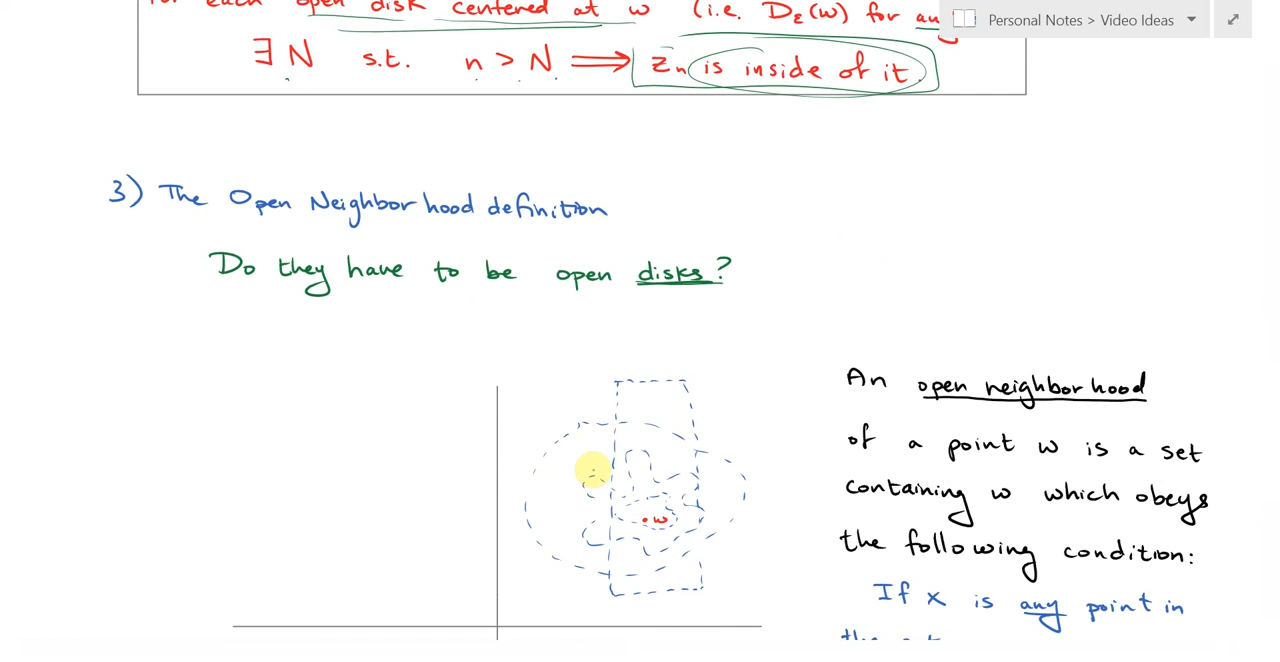 for each open disk centered at w (i.e. Dε(w) for any
Personal Notes > Video Ideas
∃ N s.t. n > N ⟹ Zn is inside of it.
3) The Open Neighborhood definition
Do they have to be open disks?
An open neighborhood
of a point w is a set
containing w which obeys
the following condition:
If x is any point in
w